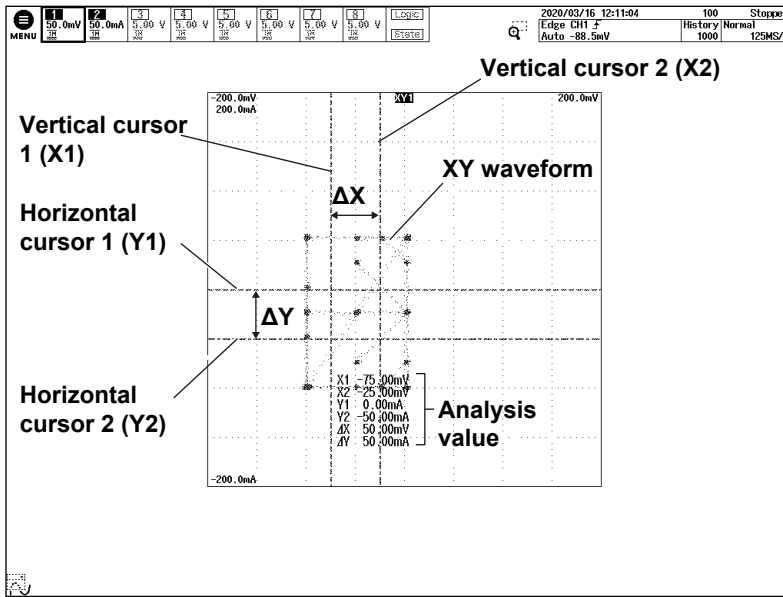 MENU
1 2 3 4 5 6 7 8 Logic
50.0mV 50.0mA 5.00 V 5.00 V 5.00 V 5.00 V 5.00 V 5.00 V State
2020/03/16 12:11:04 100 Stoppe
Edge CH1 History Normal
Auto -88.5mV 1000 125MS/
Vertical cursor 2 (X2)
-200.0mV XY1 200.0mV
200.0mA
Vertical cursor
1 (X1)
XY waveform
ΔX
Horizontal
cursor 1 (Y1)
ΔY
Horizontal
cursor 2 (Y2)
X1 -75.00mV
X2 -25.00mV
Y1 0.00mA
Y2 -50.00mA
ΔX 50.00mV
ΔY 50.00mA
Analysis
value
-200.0mA